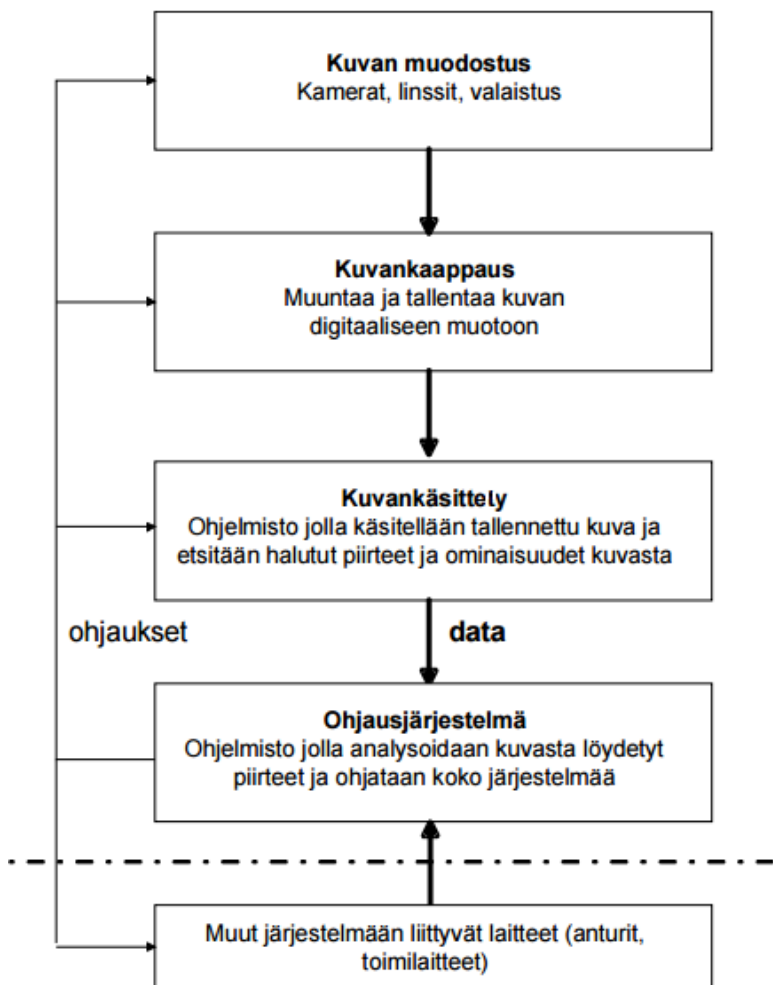 Kuvan muodostus
Kamerat, linssit, valaistus
Kuvankaappaus
Muuntaa ja tallentaa kuvan
digitaaliseen muotoon
Kuvankäsittely
Ohjelmisto jolla käsitellään tallennettu kuva ja
etsitään halutut piirteet ja ominaisuudet kuvasta
ohjaukset
data
Ohjausjärjestelmä
Ohjelmisto jolla analysoidaan kuvasta löydetyt
piirteet ja ohjataan koko järjestelmää
Muut järjestelmään liittyvät laitteet (anturit,
toimilaitteet)